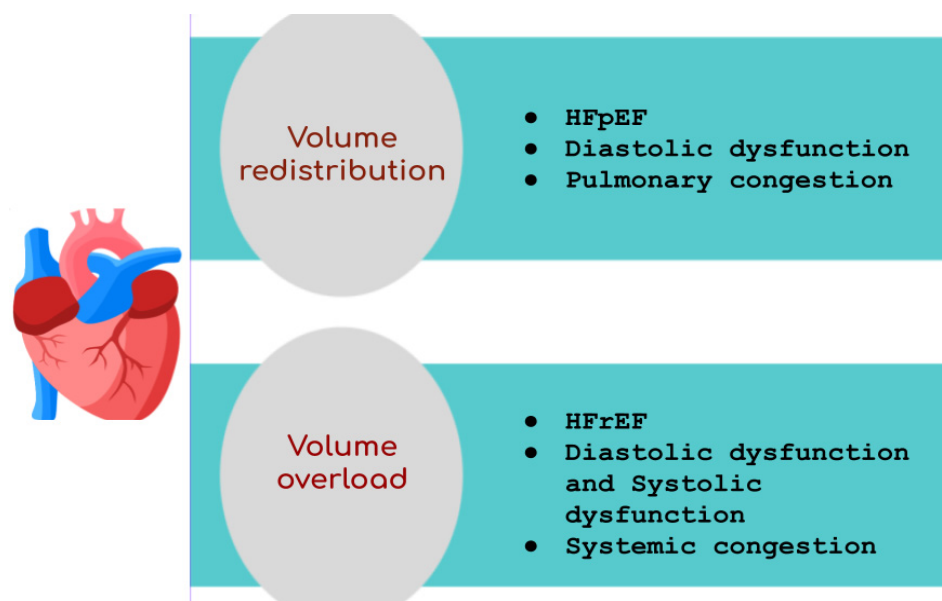 Volume
redistribution
● HFpEF
● Diastolic dysfunction
● Pulmonary congestion
Volume
overload
● HFrEF
● Diastolic dysfunction
and Systolic
dysfunction
● Systemic congestion